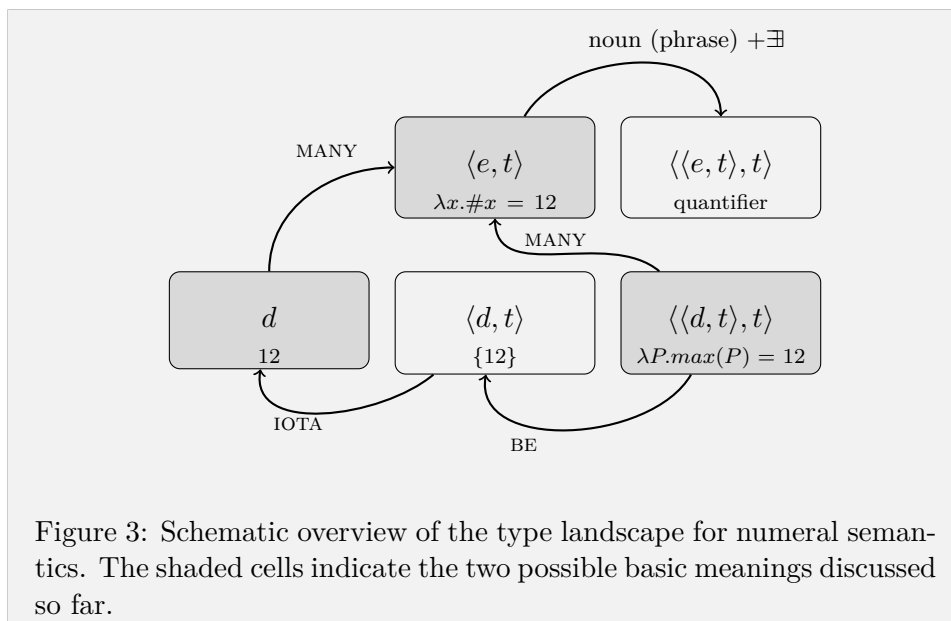 noun (phrase) +∃
MANY
⟨e, t⟩
λx.#x = 12
⟨⟨e, t⟩, t⟩
quantifier
MANY
d
12
⟨d, t⟩
{12}
⟨⟨d, t⟩, t⟩
λP.max(P) = 12
IOTA
BE
Figure 3: Schematic overview of the type landscape for numeral seman-
tics. The shaded cells indicate the two possible basic meanings discussed
so far.